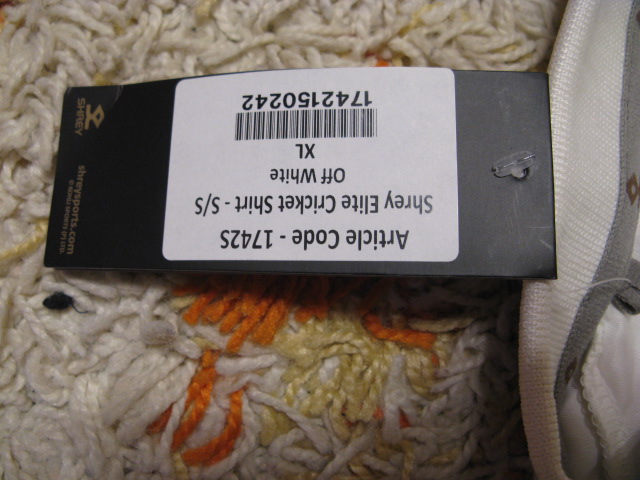 Article Code - 1742S
Shrey Elite Cricket Shirt - S/S
Off White
XL
1742150242
SHREY
shreysports.com